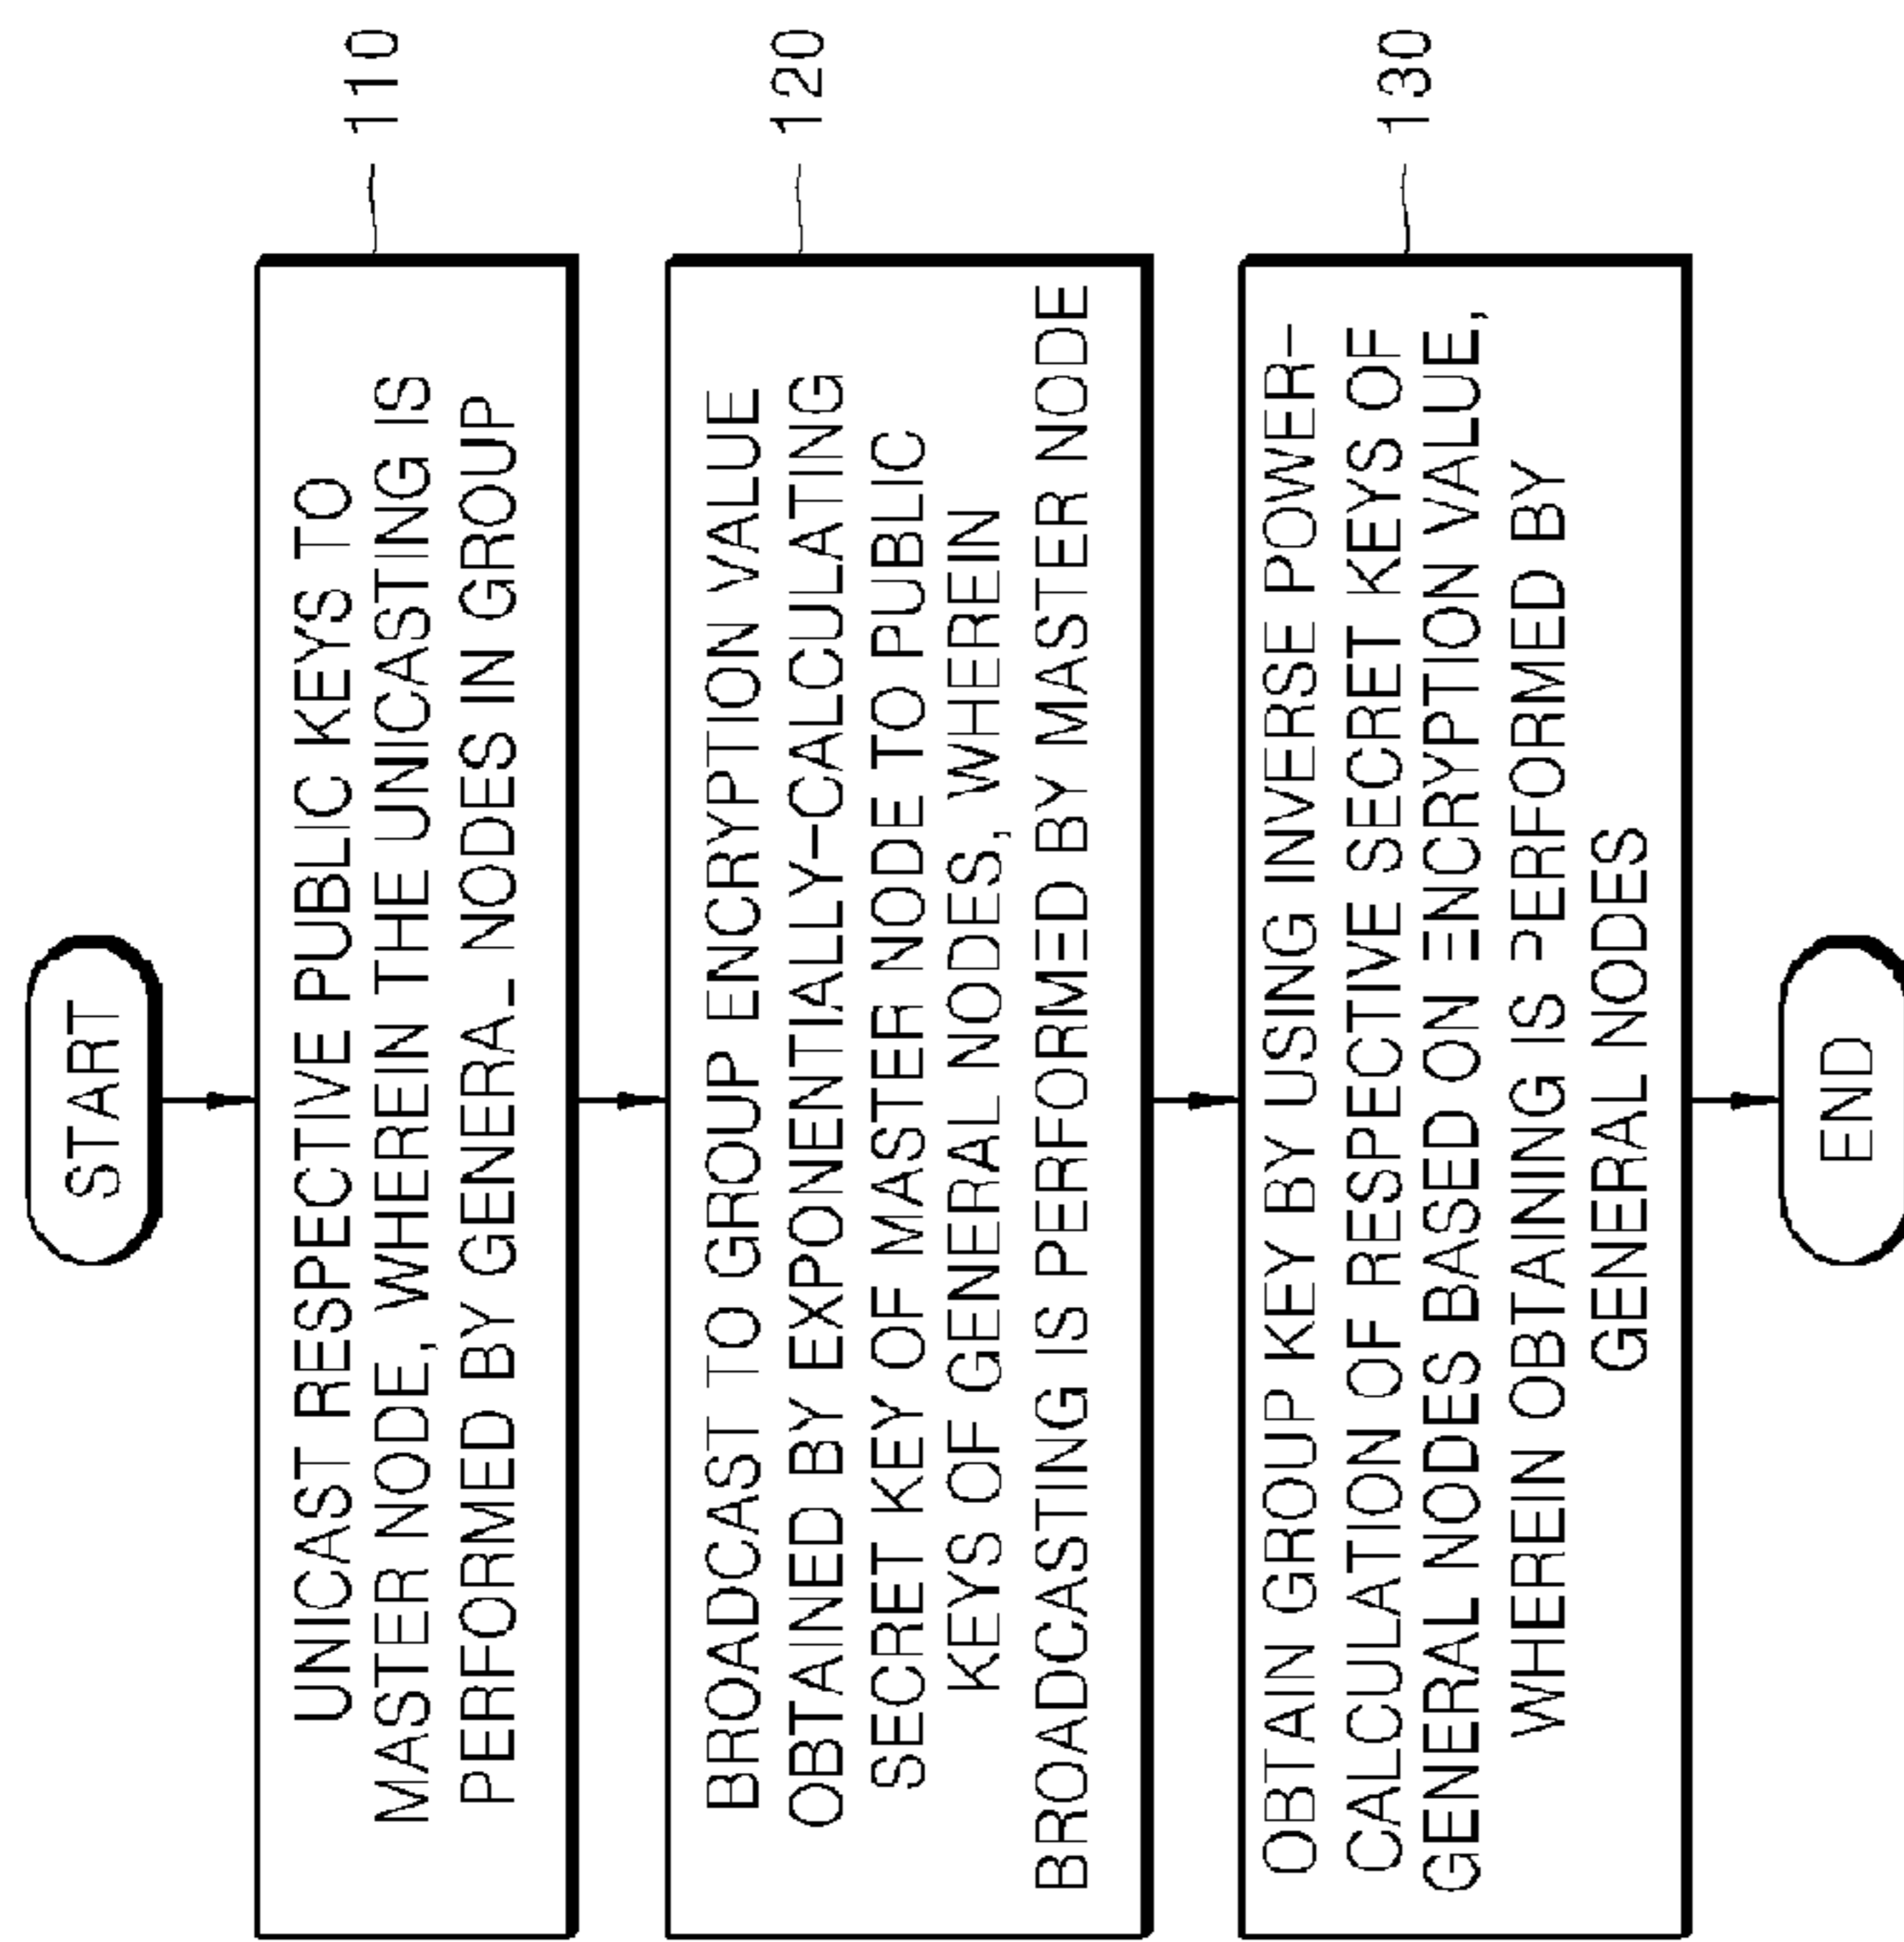 START
110
UNICAST RESPECTIVE PUBLIC KEYS TO
MASTER NODE, WHEREIN THE UNICASTING IS
PERFORMED BY GENERAL NODES IN GROUP
120
BROADCAST TO GROUP ENCRYPTION VALUE
OBTAINED BY EXPONENTIALLY-CALCULATING
SECRET KEY OF MASTER NODE TO PUBLIC
KEYS OF GENERAL NODES, WHEREIN
BROADCASTING IS PERFORMED BY MASTER NODE
130
OBTAIN GROUP KEY BY USING INVERSE POWER-
CALCULATION OF RESPECTIVE SECRET KEYS OF
GENERAL NODES BASED ON ENCRYPTION VALUE,
WHEREIN OBTAINING IS PERFORMED BY
GENERAL NODES
END